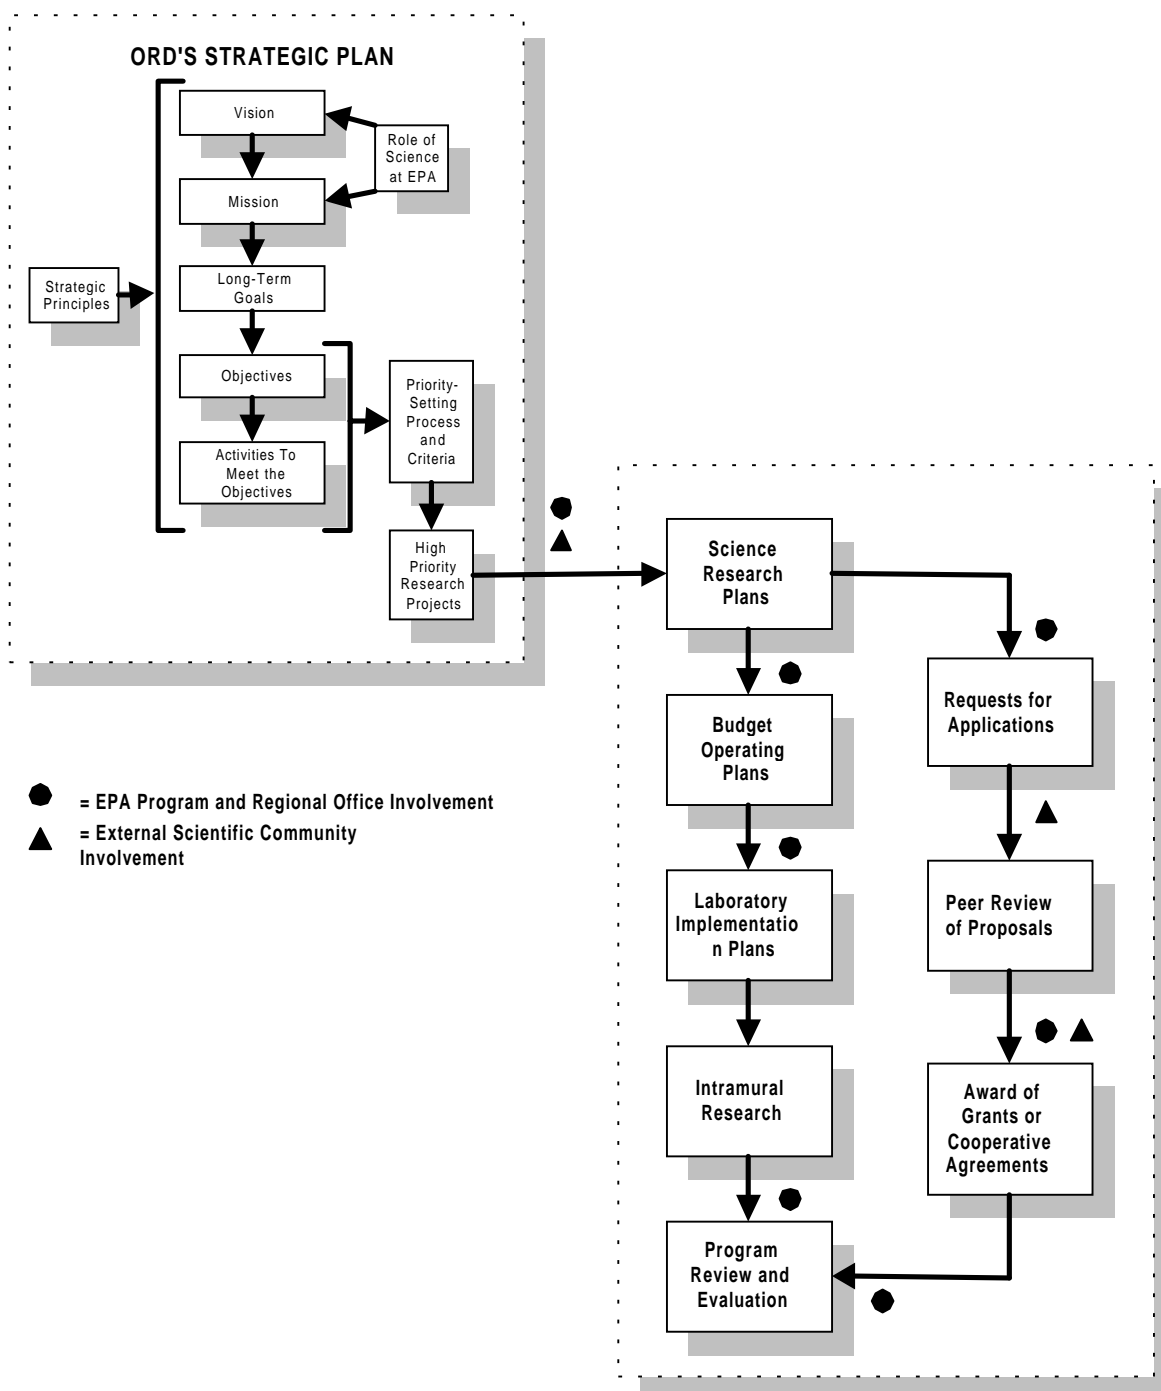 ORD'S STRATEGIC PLAN
Vision
Role of
Science
at EPA
Mission
Strategic
Principles
Long-Term
Goals
Objectives
Activities To
Meet the
Objectives
Priority-
Setting
Process
and
Criteria
High
Priority
Research
Projects
= EPA Program and Regional Office Involvement
= External Scientific Community
Involvement
Science
Research
Plans
Budget
Operating
Plans
Laboratory
Implementatio
n Plans
Intramural
Research
Program
Review and
Evaluation
Requests for
Applications
Peer Review
of Proposals
Award of
Grants or
Cooperative
Agreements